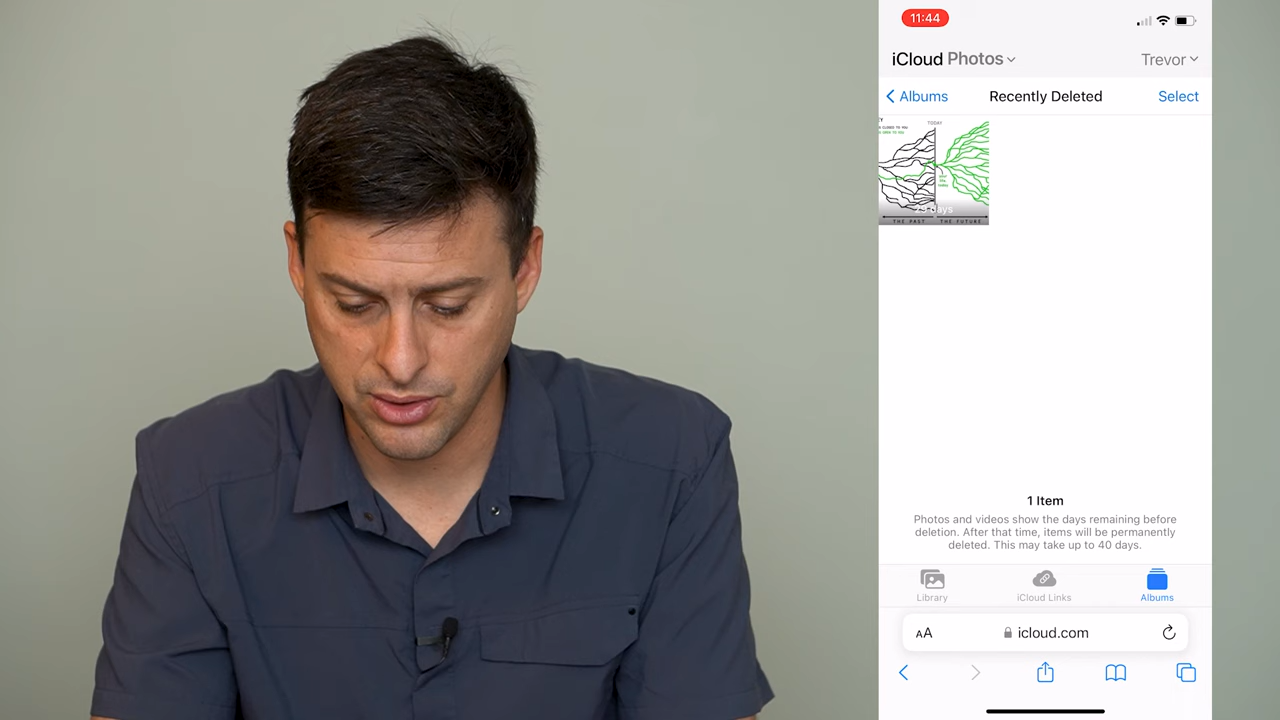 11:44
iCloud Photos
Trevor
Albums
Recently Deleted
Select
TODAY
THE PAST
THE FUTURE
1 Item
Photos and videos show the days remaining before
deletion. After that time, items will be permanently
deleted. This may take up to 40 days.
Library
iCloud Links
Albums
AA
icloud.com